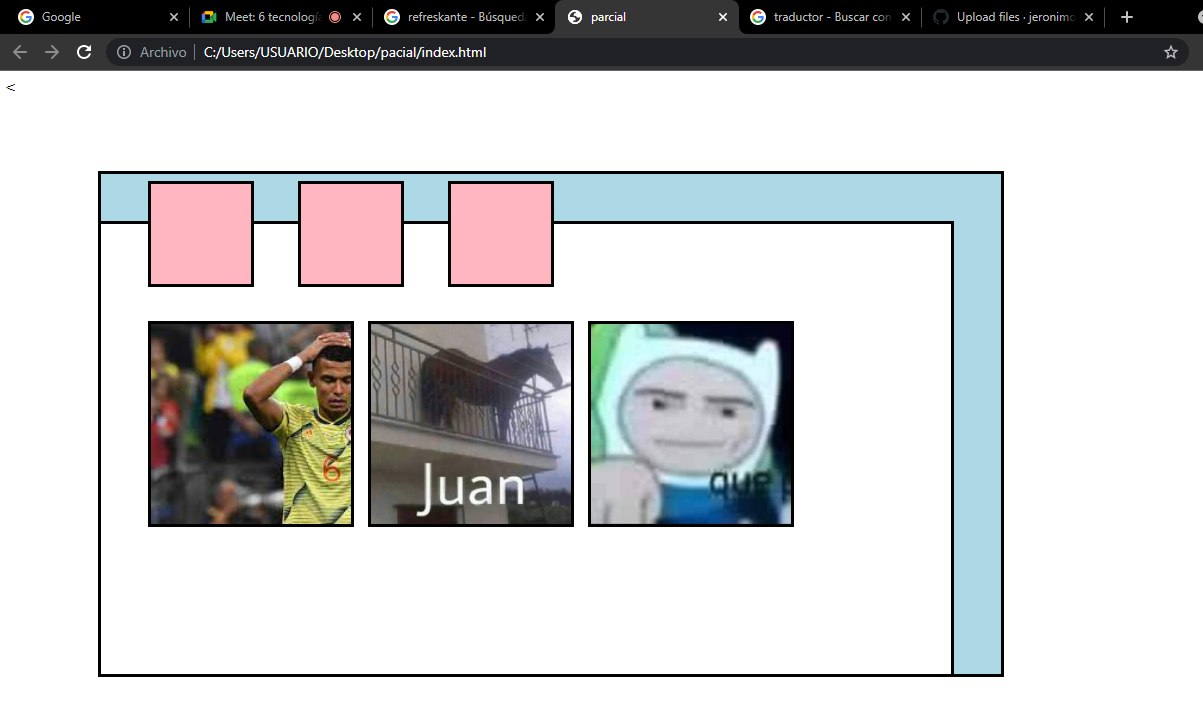 Google
Meet: 6 tecnologí
refreskante - Búsqued
parcial
traductor - Buscar con
Upload files · jeronimo
Archivo
C:/Users/USUARIO/Desktop/pacial/index.html
<
6
Juan
que